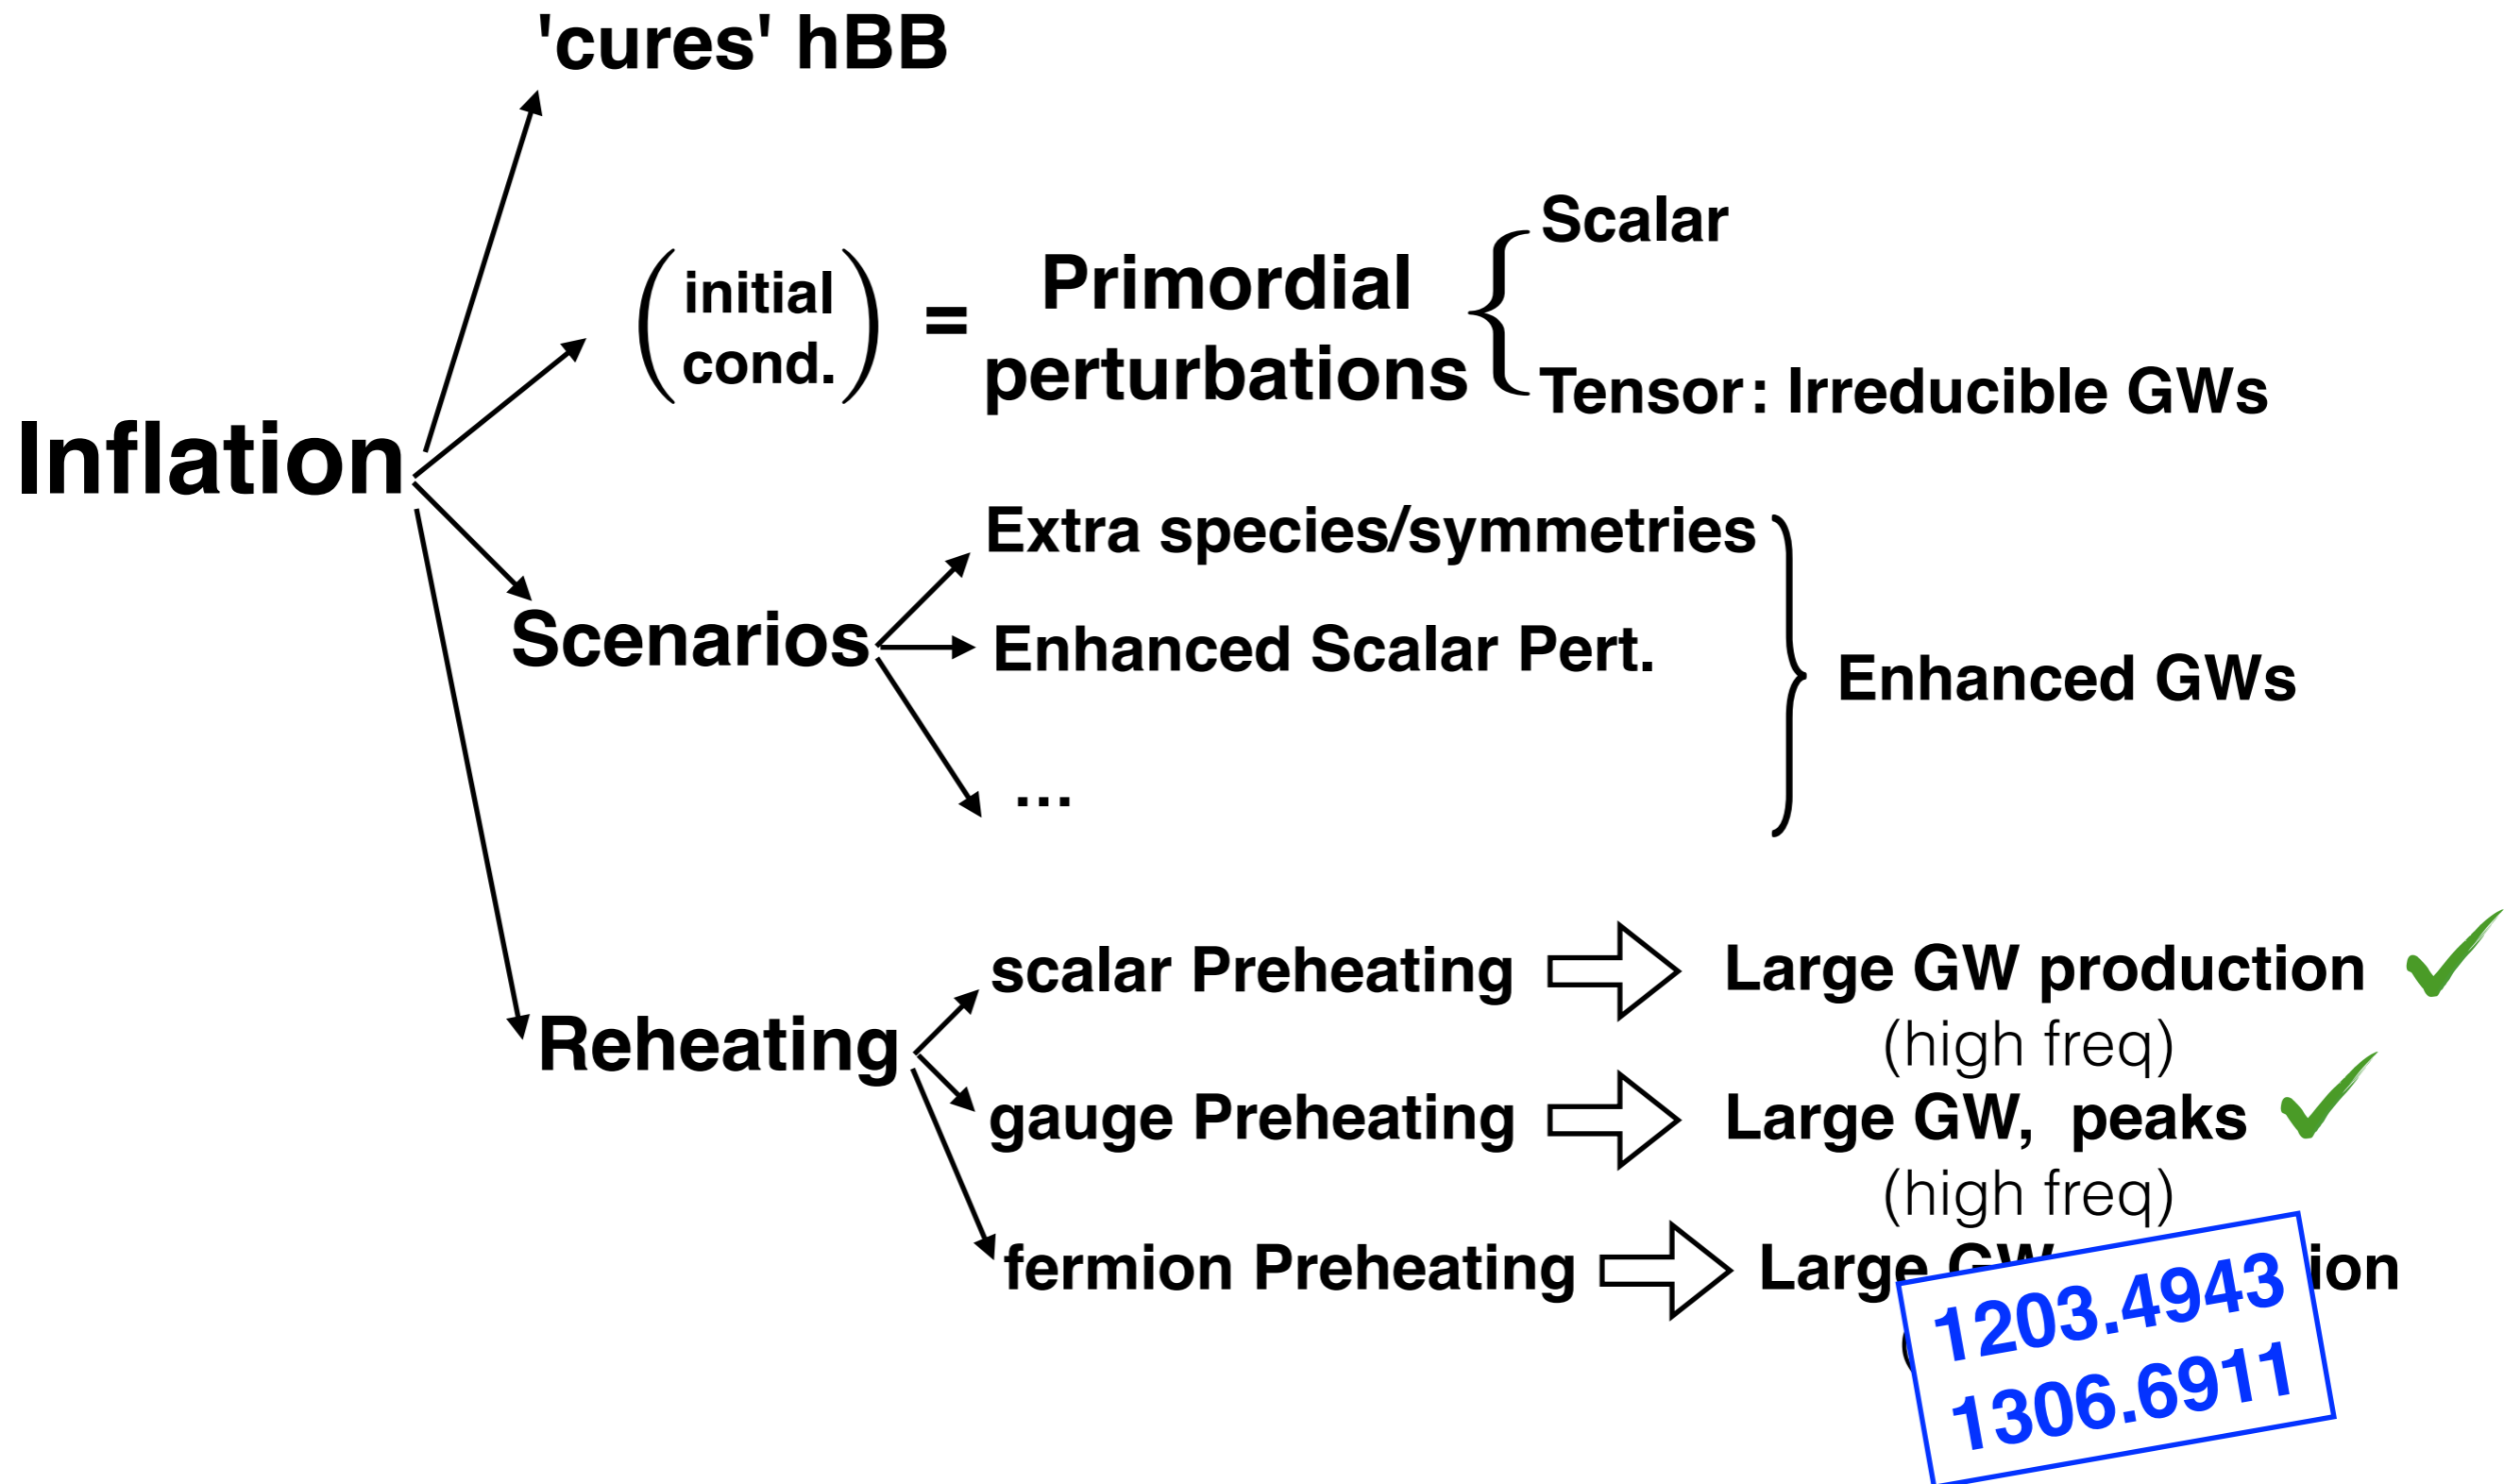 'cures' hBB
initial
cond.
=
Primordial
perturbations
Scalar
Tensor: Irreducible GWs
Inflation
Extra species/symmetries
Scenarios
Enhanced Scalar Pert.
Enhanced GWs
...
Reheating
scalar Preheating
Large GW production
(high freq)
gauge Preheating
Large GW, peaks
(high freq)
fermion Preheating
Large GW
1203.4943
1306.6911